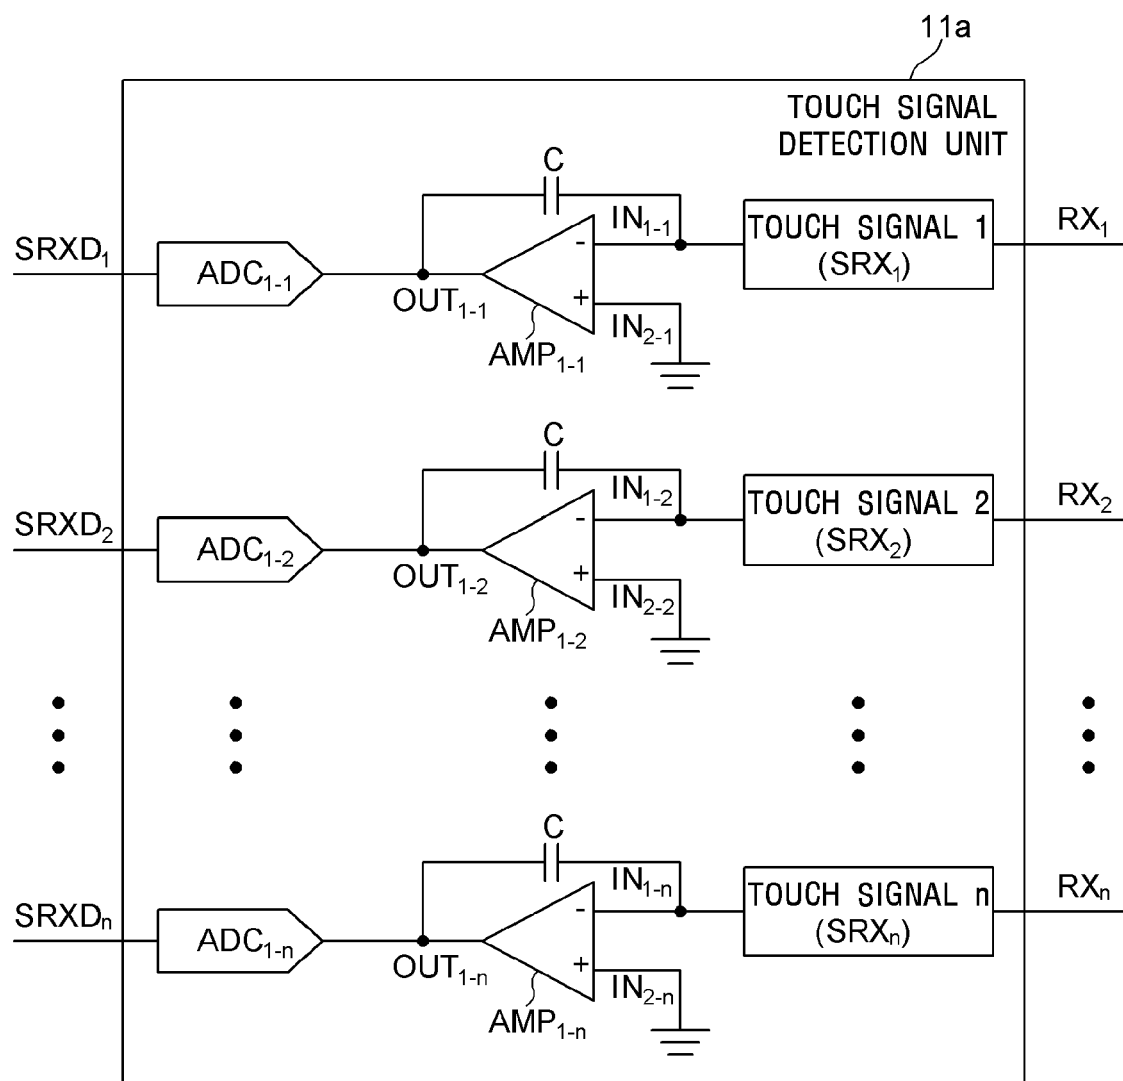 11a
TOUCH SIGNAL
DETECTION UNIT
C
SRXD1
ADC1-1
OUT1-1
AMP1-1
IN1-1
-
+
IN2-1
TOUCH SIGNAL 1
(SRX1)
RX1
C
SRXD2
ADC1-2
OUT1-2
AMP1-2
IN1-2
-
+
IN2-2
TOUCH SIGNAL 2
(SRX2)
RX2
C
SRXDn
ADC1-n
OUT1-n
AMP1-n
IN1-n
-
+
IN2-n
TOUCH SIGNAL n
(SRXn)
RXn